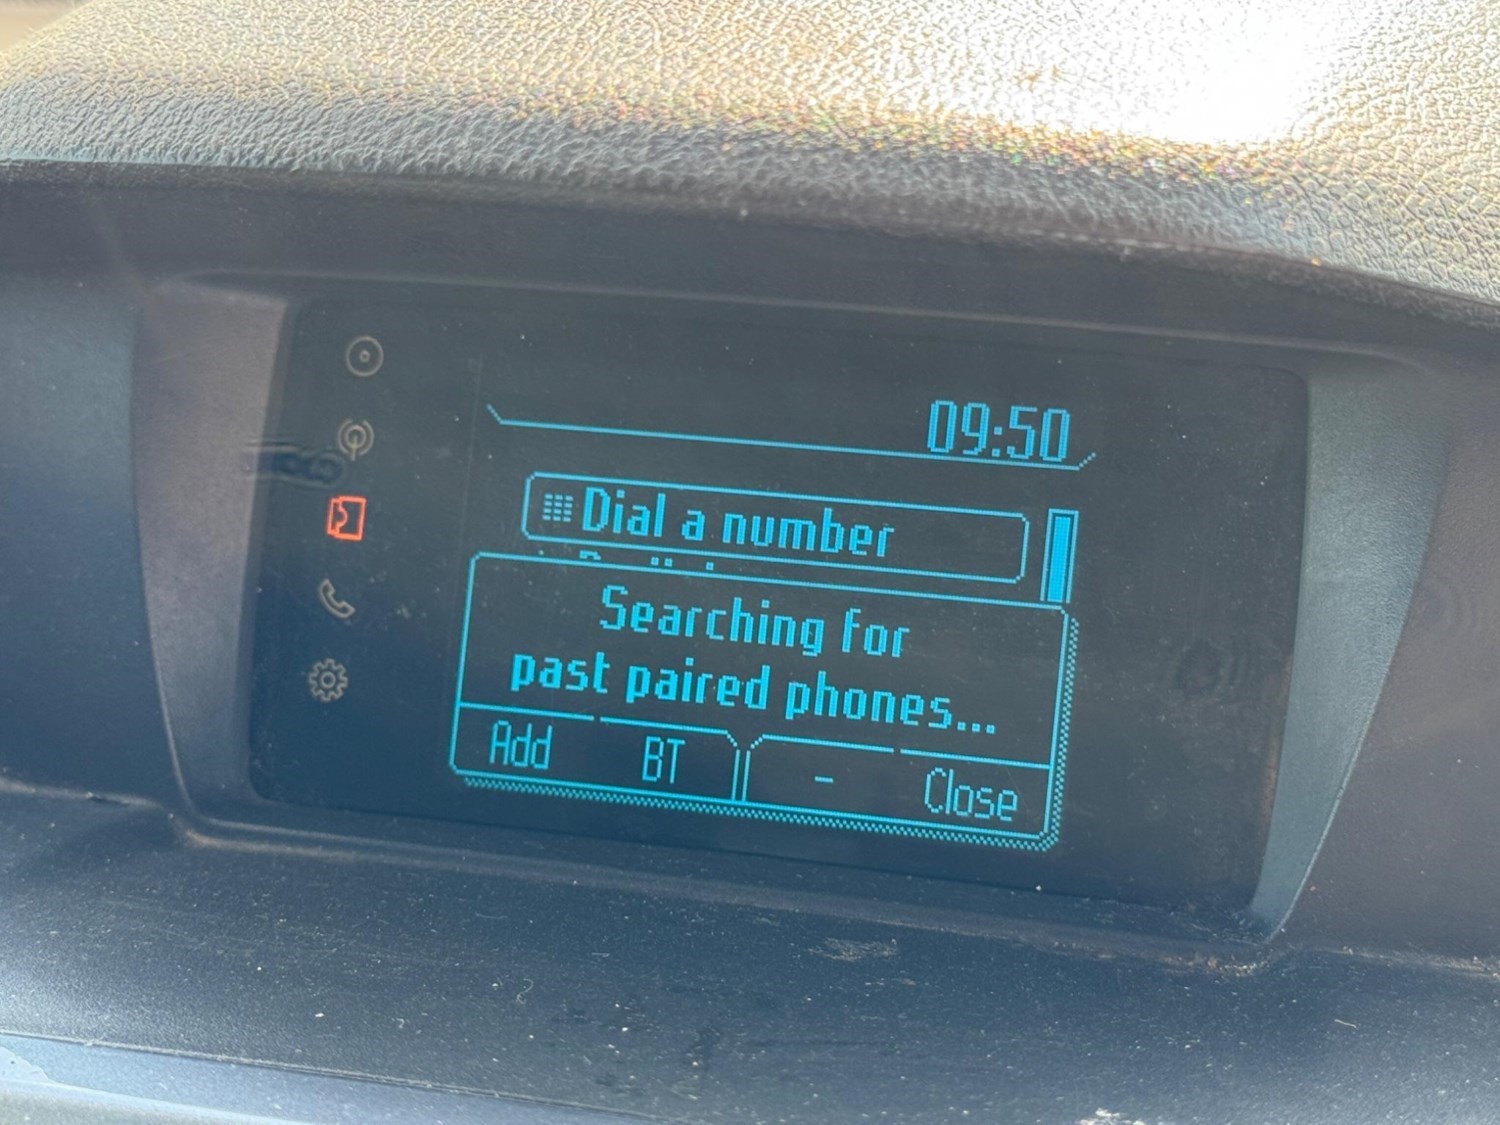 09:50
Dial a number
Searching for
past paired phones...
Add BT - Close